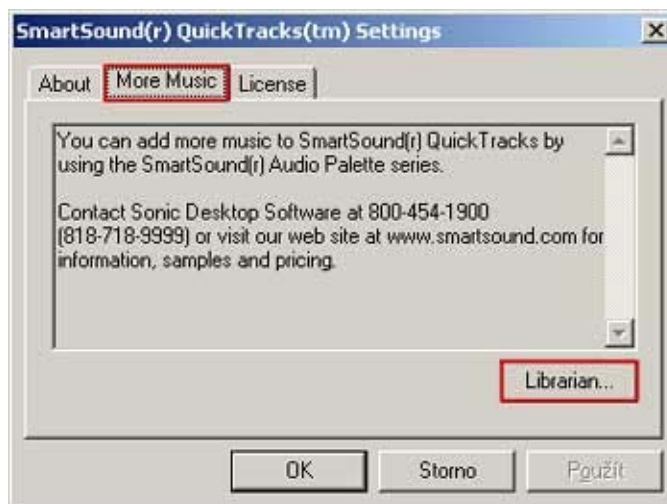 SmartSound(r) QuickTracks(tm) Settings
About
More Music
License
You can add more music to SmartSound(r) QuickTracks by
using the SmartSound(r) Audio Palette series.
Contact Sonic Desktop Software at 800-454-1900
(818-718-9999) or visit our web site at www.smartsound.com for
information, samples and pricing.
Librarian...
OK
Storno
Použít